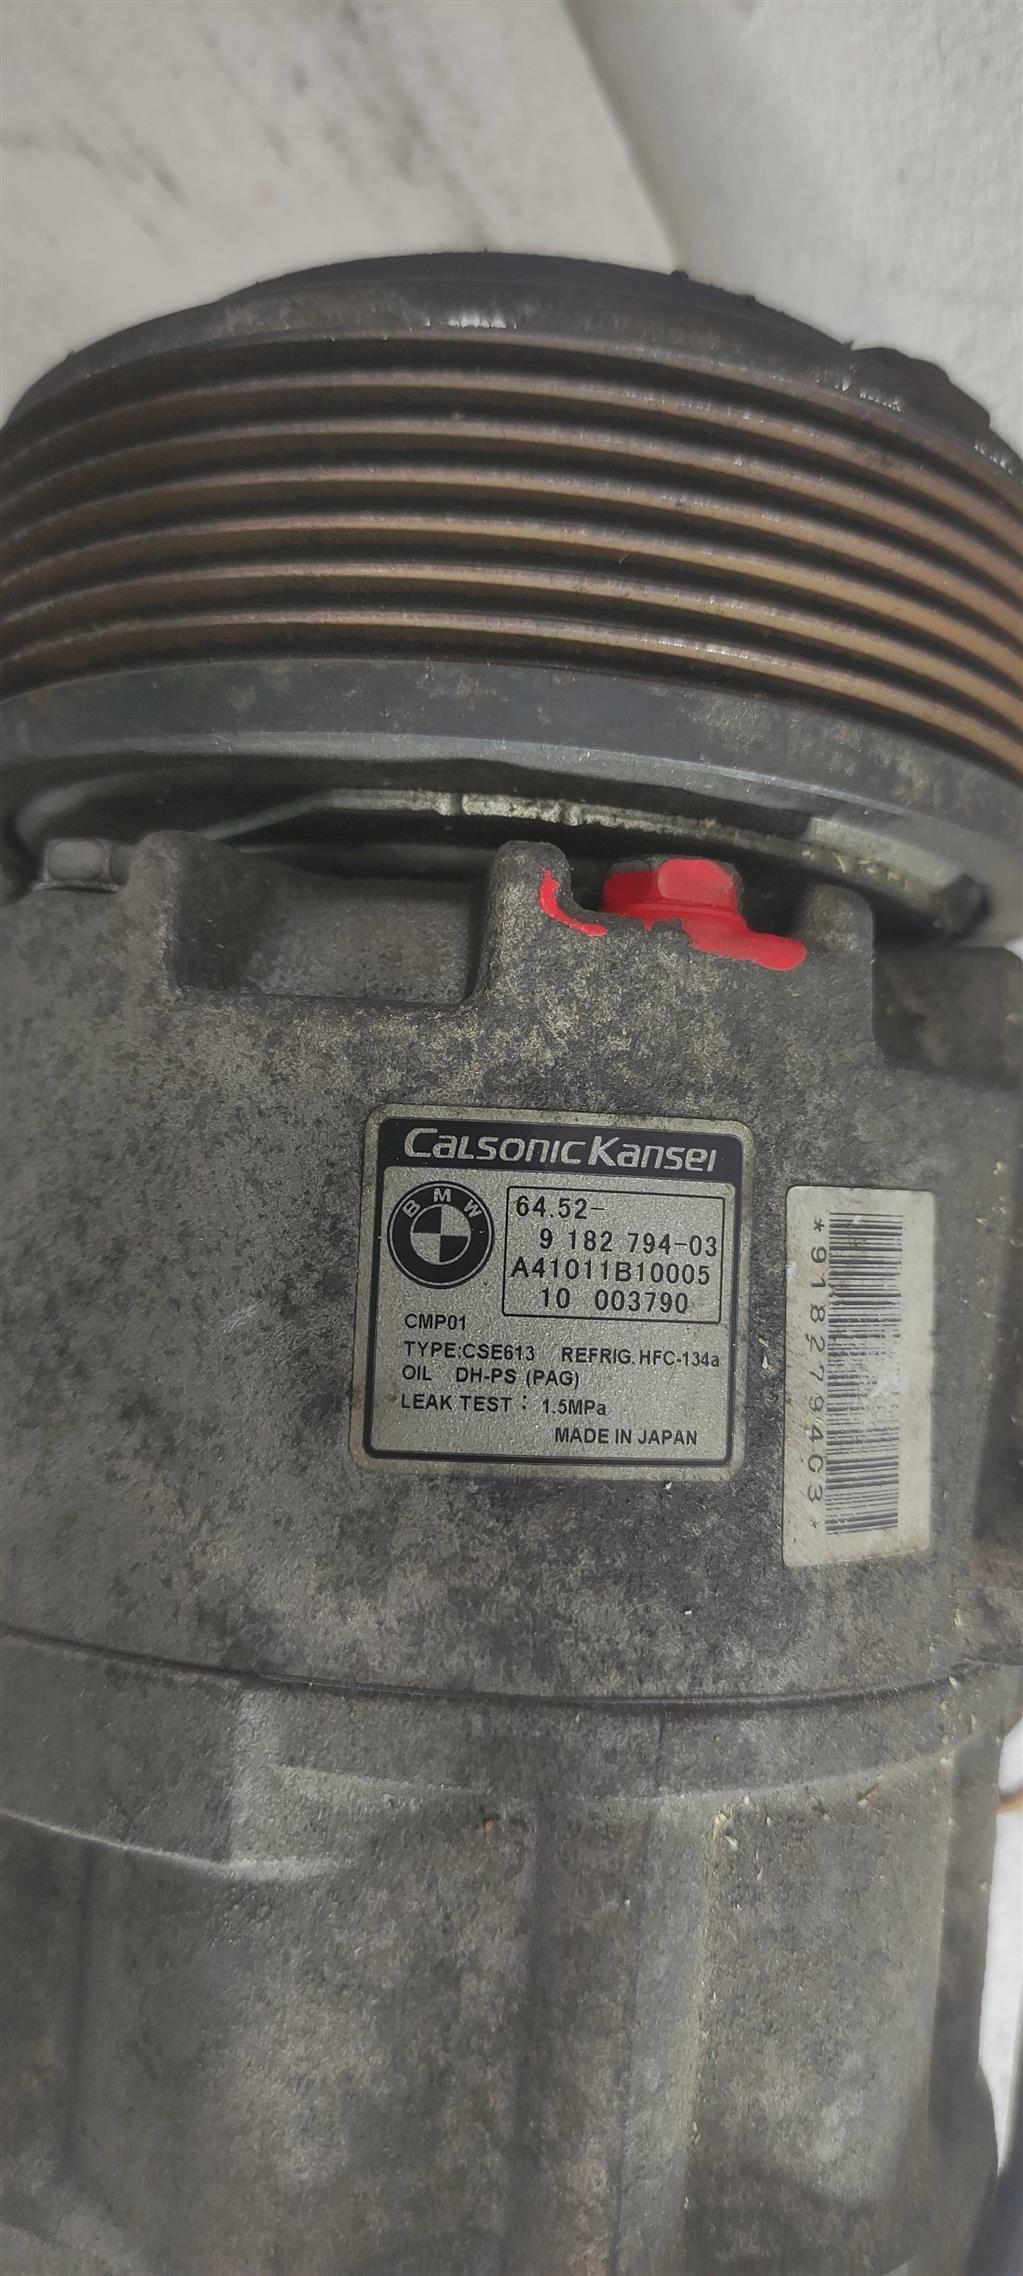 CalsonicKansei
BMW
64.52-
9 182 794-03
A41011B10005
10 003790
CMP01
TYPE:CSE613 REFRIG.HFC-134a
OIL DH-PS (PAG)
LEAK TEST : 1.5MPa
MADE IN JAPAN
*918279403*